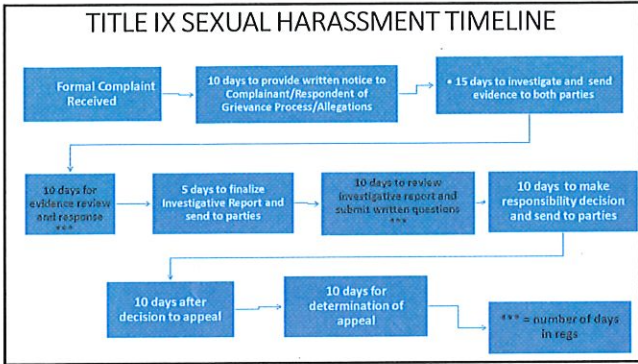 TITLE IX SEXUAL HARASSMENT TIMELINE
Formal Complaint
Received
10 days to provide written notice to
Complainant/Respondent of
Grievance Process/Allegations
• 15 days to investigate and send
evidence to both parties
10 days for
evidence review
and response
***
5 days to finalize
Investigative Report and
send to parties
10 days to review
investigative report and
submit written questions
***
10 days to make
responsibility decision
and send to parties
10 days after
decision to appeal
10 days for
determination of
appeal
*** = number of days
in regs